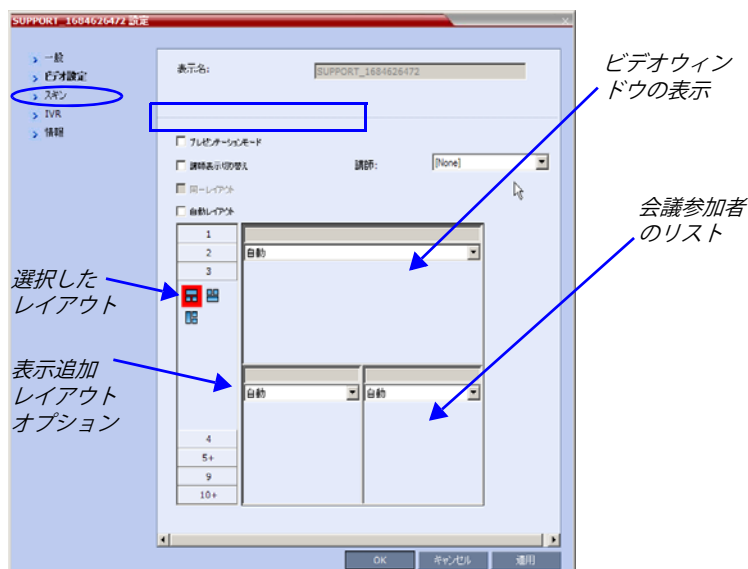 SUPPORT_1684626472 設定
一般
ビデオ設定
スキン
IVR
情報
表示名:
SUPPORT_1684626472
プレゼンテーションモード
講師表示切り替え
講師:
[None]
同一レイアウト
自動レイアウト
1
2
3
自動
自動
自動
4
5+
9
10+
OK
キャンセル
適用
ビデオウィン
ドウの表示
会議参加者
のリスト
選択した
レイアウト
表示追加
レイアウト
オプション